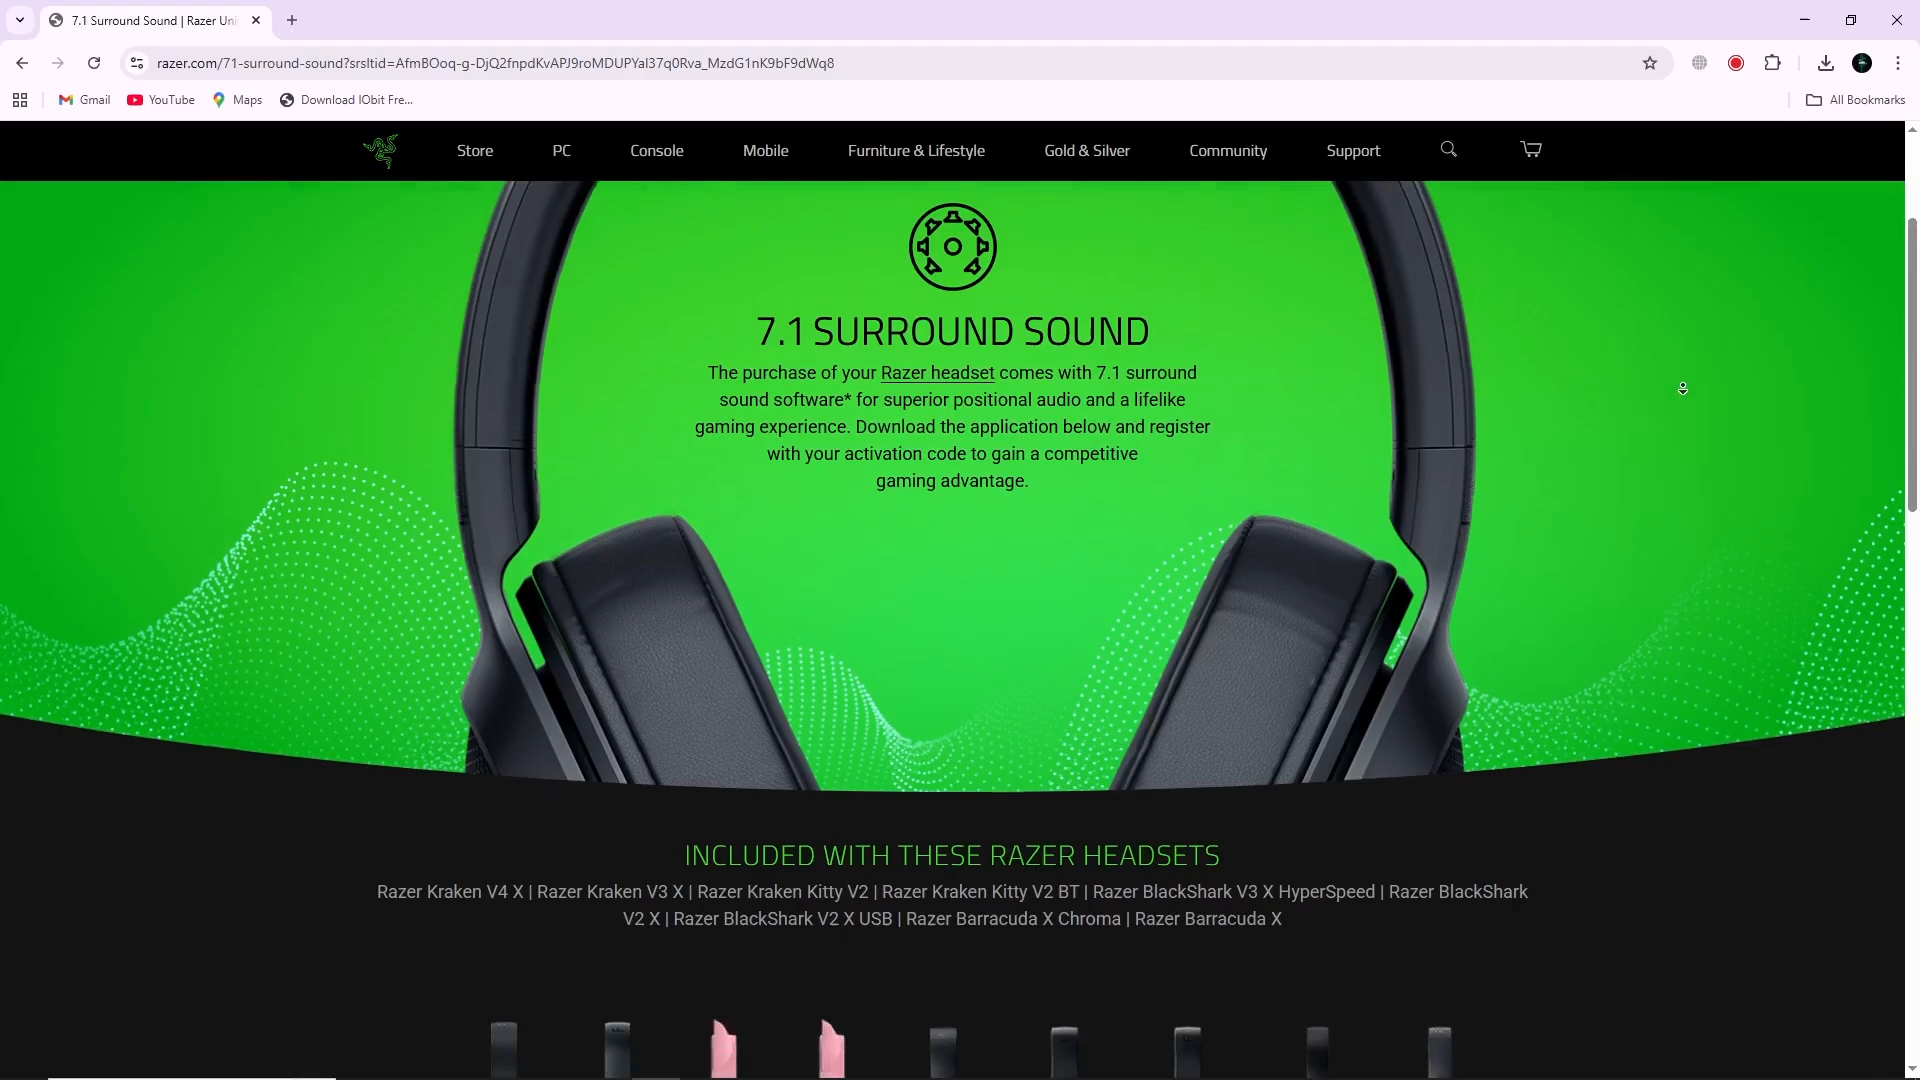 7.1 Surround Sound | Razer Uni
razer.com/71-surround-sound?srsltid=AfmBOoq-g-DjQ2fnpdKvAPJ9roMDUPYal37q0Rva_MzdG1nK9bF9dWq8
Gmail YouTube Maps Download IObit Fre... All Bookmarks
Store PC Console Mobile Furniture & Lifestyle Gold & Silver Community Support
7.1 SURROUND SOUND
The purchase of your Razer headset comes with 7.1 surround
sound software* for superior positional audio and a lifelike
gaming experience. Download the application below and register
with your activation code to gain a competitive
gaming advantage.
INCLUDED WITH THESE RAZER HEADSETS
Razer Kraken V4 X | Razer Kraken V3 X | Razer Kraken Kitty V2 | Razer Kraken Kitty V2 BT | Razer BlackShark V3 X HyperSpeed | Razer BlackShark
V2 X | Razer BlackShark V2 X USB | Razer Barracuda X Chroma | Razer Barracuda X